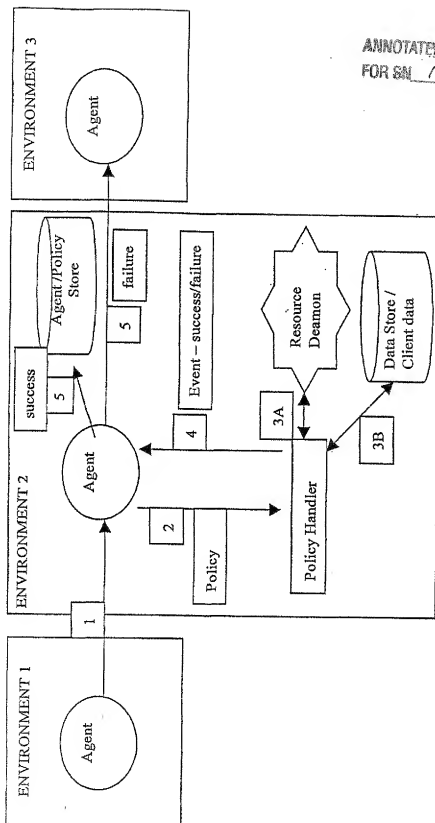 ANNOTATE
FOR SN
ENVIRONMENT 1
Agent
1
ENVIRONMENT 2
Agent
success
5
Agent/Policy
Store
5
failure
2
Policy
4
Event – success/failure
Policy Handler
3A
Resource
Deamon
3B
Data Store /
Client data
ENVIRONMENT 3
Agent